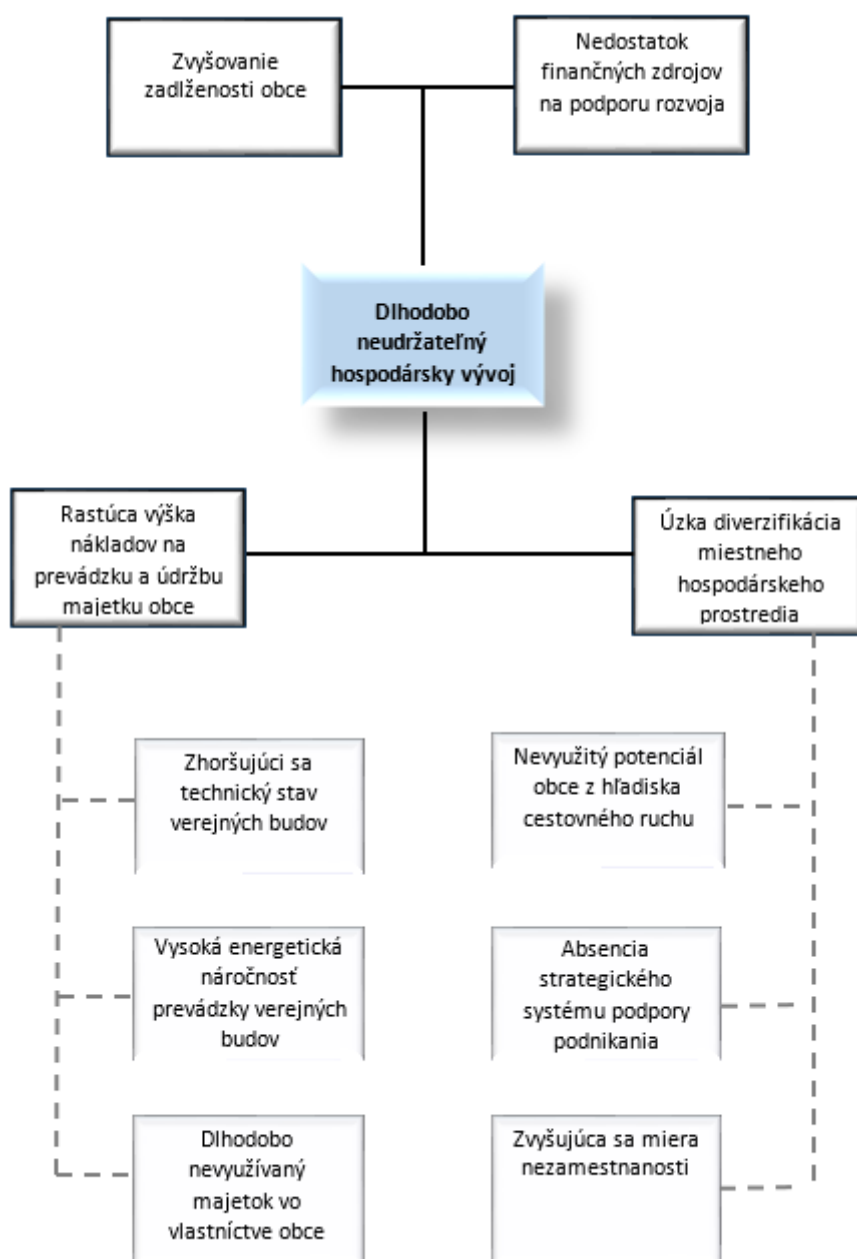 Zvyšovanie
zadlženosti obce
Nedostatok
finančných zdrojov
na podporu rozvoja
Dlhodobo
neudržateľný
hospodársky vývoj
Rastúca výška
nákladov na
prevádzku a údržbu
majetku obce
Úzka diverzifikácia
miestneho
hospodárskeho
prostredia
Zhoršujúci sa
technický stav
verejných budov
Nevyužitý potenciál
obce z hľadiska
cestovného ruchu
Vysoká energetická
náročnosť
prevádzky verejných
budov
Absencia
strategického
systému podpory
podnikania
Dlhodobo
nevyužívaný
majetok vo
vlastníctve obce
Zvyšujúca sa miera
nezamestnanosti